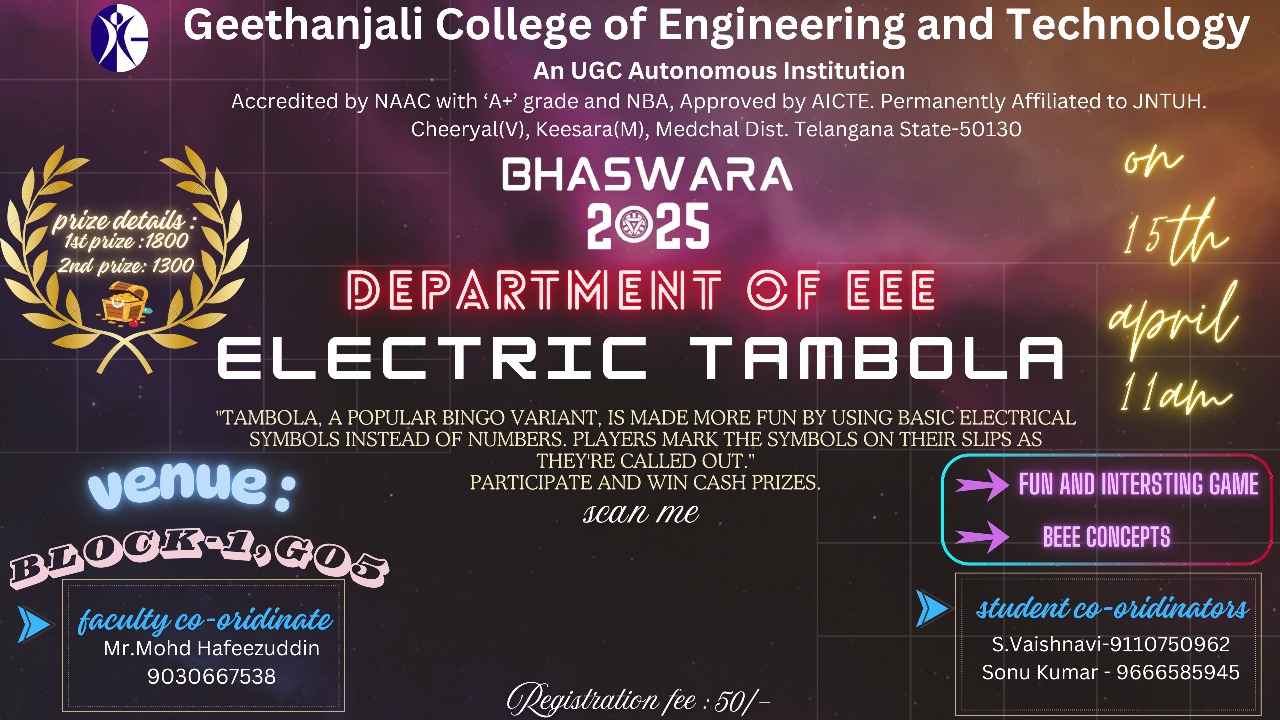 Geethanjali College of Engineering and Technology
An UGC Autonomous Institution
Accredited by NAAC with ‘A+’ grade and NBA, Approved by AICTE. Permanently Affiliated to JNTUH.
Cheeryal(V), Keesara(M), Medchal Dist. Telangana State-50130
BHASWARA
2025
DEPARTMENT OF EEE
ELECTRIC TAMBOLA
on
15th
april
11am
prize details :
1st prize :1800
2nd prize: 1300
"TAMBOLA, A POPULAR BINGO VARIANT, IS MADE MORE FUN BY USING BASIC ELECTRICAL
SYMBOLS INSTEAD OF NUMBERS. PLAYERS MARK THE SYMBOLS ON THEIR SLIPS AS
THEY'RE CALLED OUT."
PARTICIPATE AND WIN CASH PRIZES.
scan me
venue :
BLOCK-1,G05
FUN AND INTERSTING GAME
BEEE CONCEPTS
faculty co-oridinate
Mr.Mohd Hafeezuddin
9030667538
student co-oridinators
S.Vaishnavi-9110750962
Sonu Kumar - 9666585945
Registration fee : 50/-